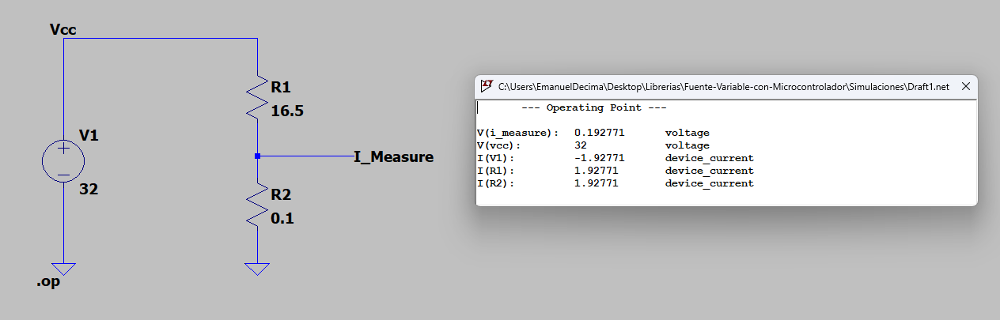 Vcc
R1
16.5
V1
+
−
32
I_Measure
R2
0.1
.op
C:\Users\EmanuelDecima\Desktop\Librerias\Fuente-Variable-con-Microcontrolador\Simulaciones\Draft1.net
--- Operating Point ---
V(i_measure): 0.192771 voltage
V(vcc): 32 voltage
I(V1): -1.92771 device_current
I(R1): 1.92771 device_current
I(R2): 1.92771 device_current